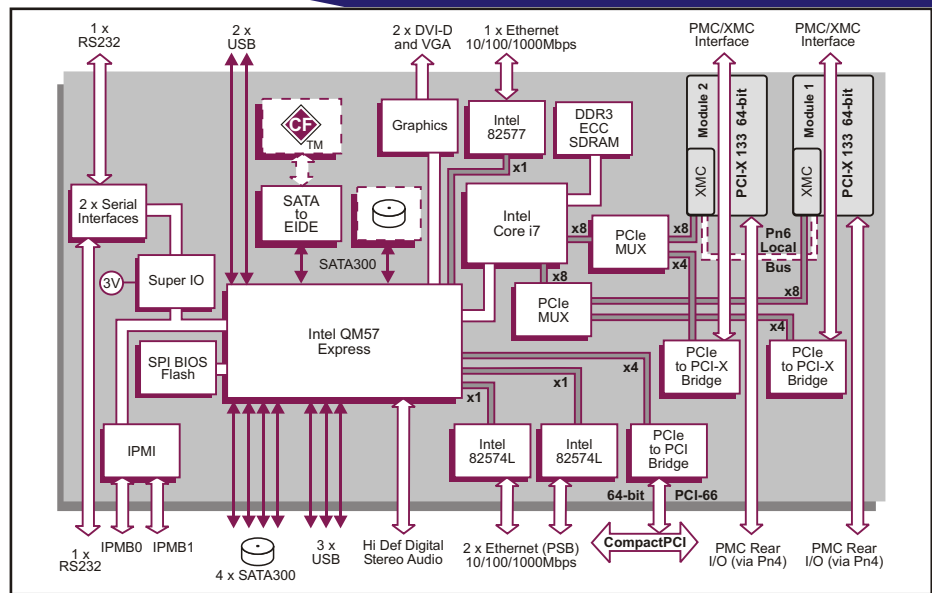 1 x
RS232
2 x
USB
2 x DVI-D
and VGA
1 x Ethernet
10/100/1000Mbps
PMC/XMC
Interface
PMC/XMC
Interface
CF
TM
Graphics
Intel
82577
DDR3
ECC
SDRAM
Module 2
PCI-X 133 64-bit
XMC
Module 1
PCI-X 133 64-bit
XMC
x1
2 x Serial
Interfaces
SATA
to
EIDE
Intel
Core i7
x8
PCIe
MUX
x8
x4
Pn6
Local
Bus
SATA300
3V
Super IO
x8
PCIe
MUX
x8
x4
Intel QM57
Express
SPI BIOS
Flash
PCIe
to PCI-X
Bridge
PCIe
to PCI-X
Bridge
x4
x1
x1
IPMI
Intel
82574L
Intel
82574L
PCIe
to PCI
Bridge
64-bit
PCI-66
1 x
RS232
IPMB0
IPMB1
4 x SATA300
3 x
USB
Hi Def Digital
Stereo Audio
2 x Ethernet (PSB)
10/100/1000Mbps
CompactPCI
PMC Rear
I/O (via Pn4)
PMC Rear
I/O (via Pn4)